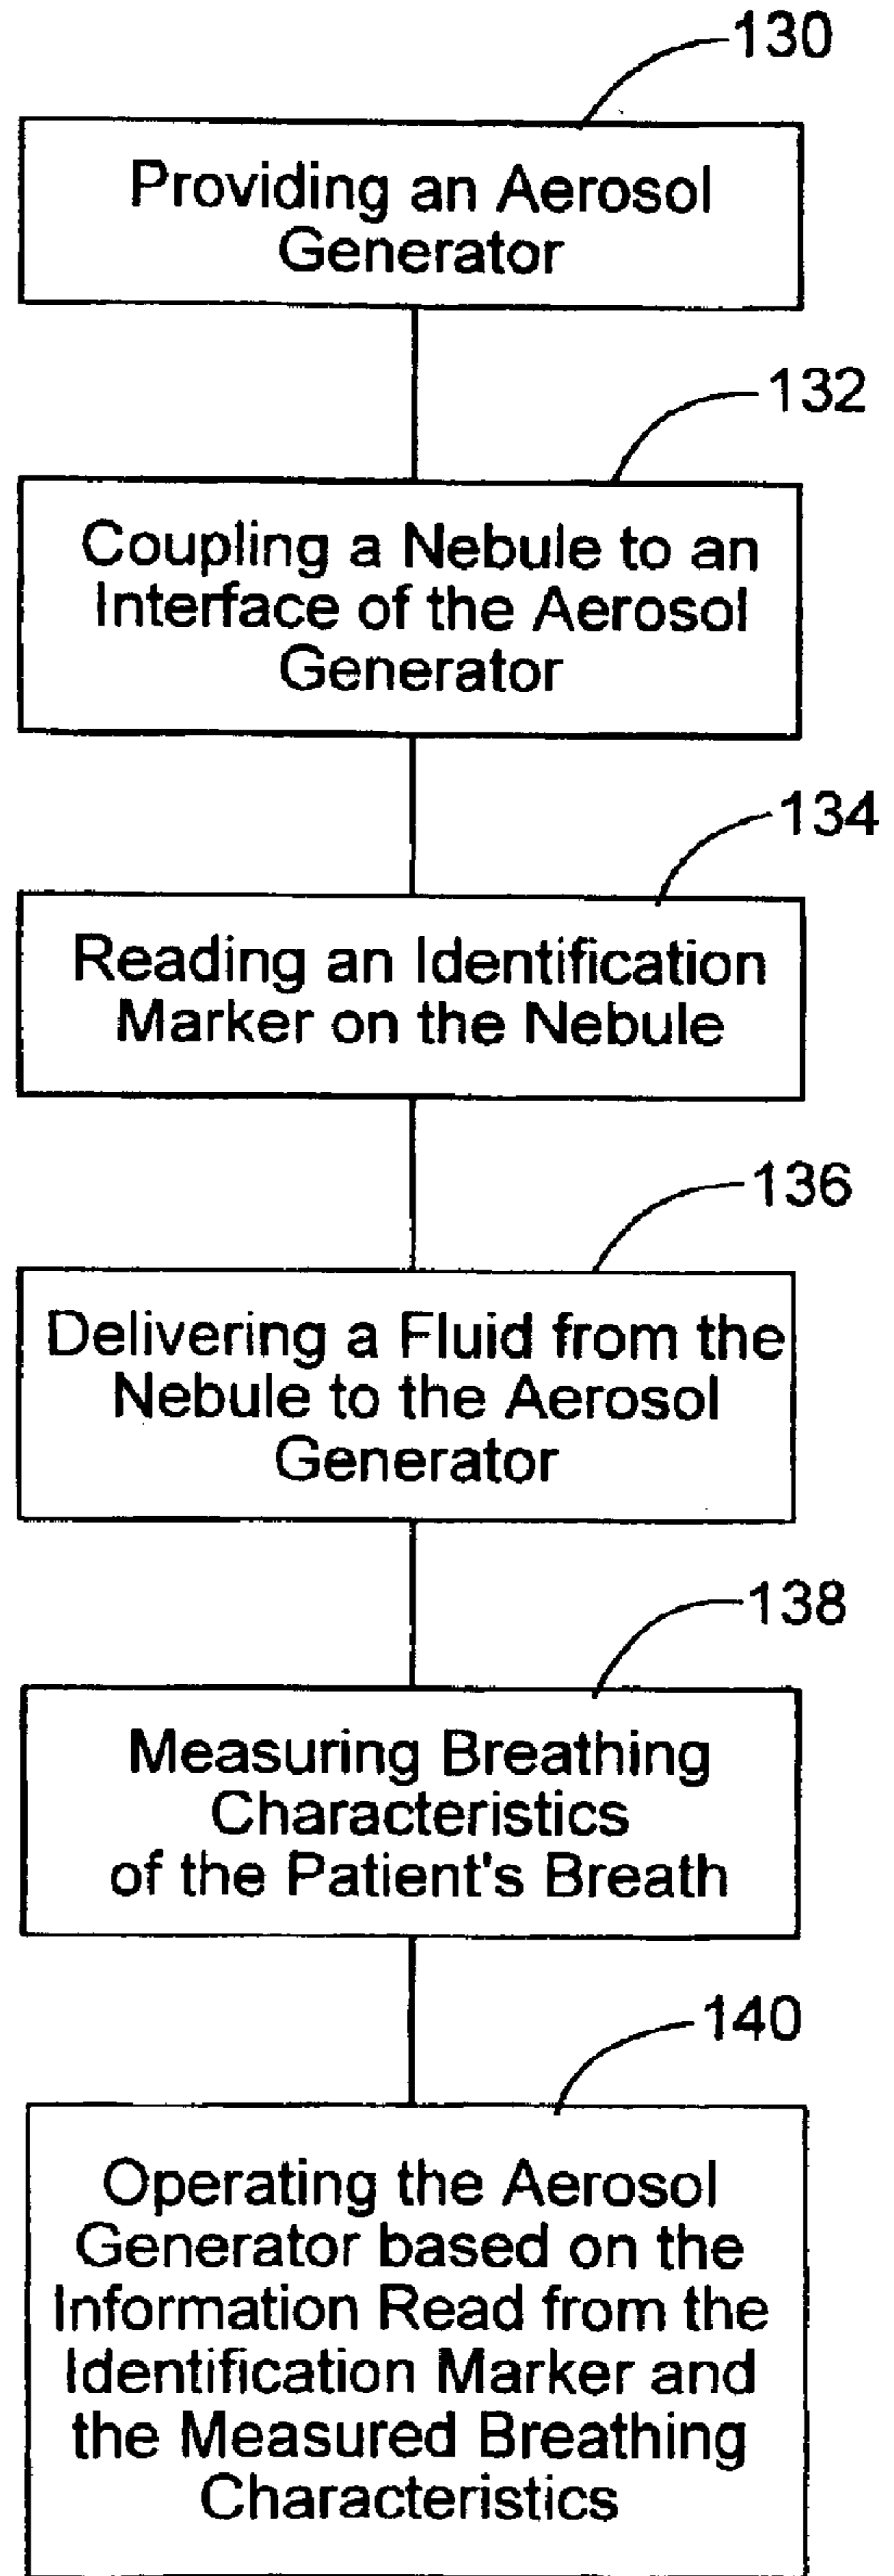 130
Providing an Aerosol
Generator
132
Coupling a Nebule to an
Interface of the Aerosol
Generator
134
Reading an Identification
Marker on the Nebule
136
Delivering a Fluid from the
Nebule to the Aerosol
Generator
138
Measuring Breathing
Characteristics
of the Patient's Breath
140
Operating the Aerosol
Generator based on the
Information Read from the
Identification Marker and
the Measured Breathing
Characteristics